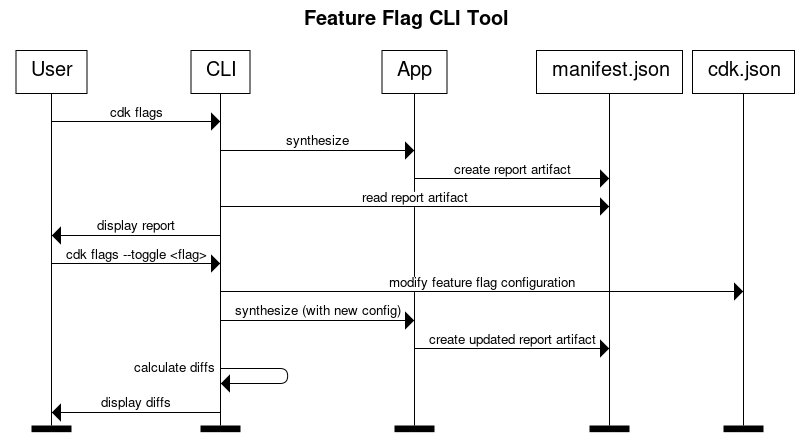 Feature Flag CLI Tool
User
CLI
App
manifest.json
cdk.json
cdk flags
synthesize
create report artifact
read report artifact
display report
cdk flags --toggle <flag>
modify feature flag configuration
synthesize (with new config)
create updated report artifact
calculate diffs
display diffs